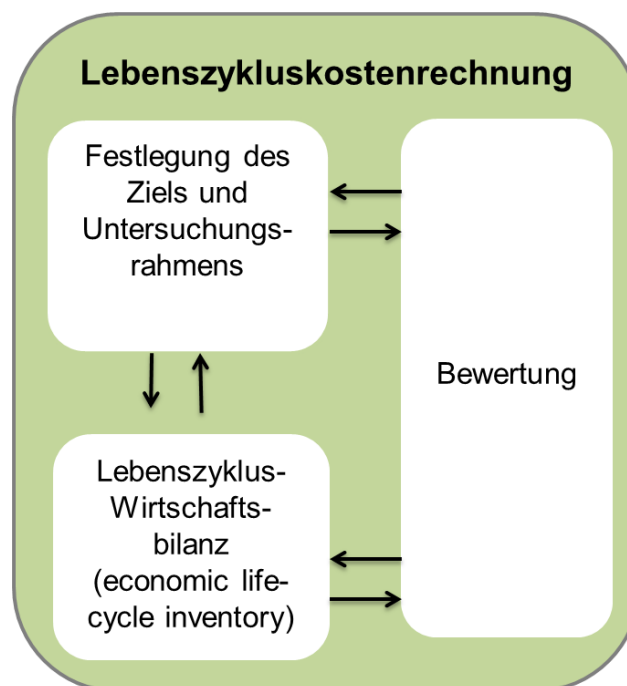 Lebenszykluskostenrechnung
Festlegung des
Ziels und
Untersuchungs-
rahmens
Bewertung
Lebenszyklus-
Wirtschafts-
bilanz
(economic life-
cycle inventory)